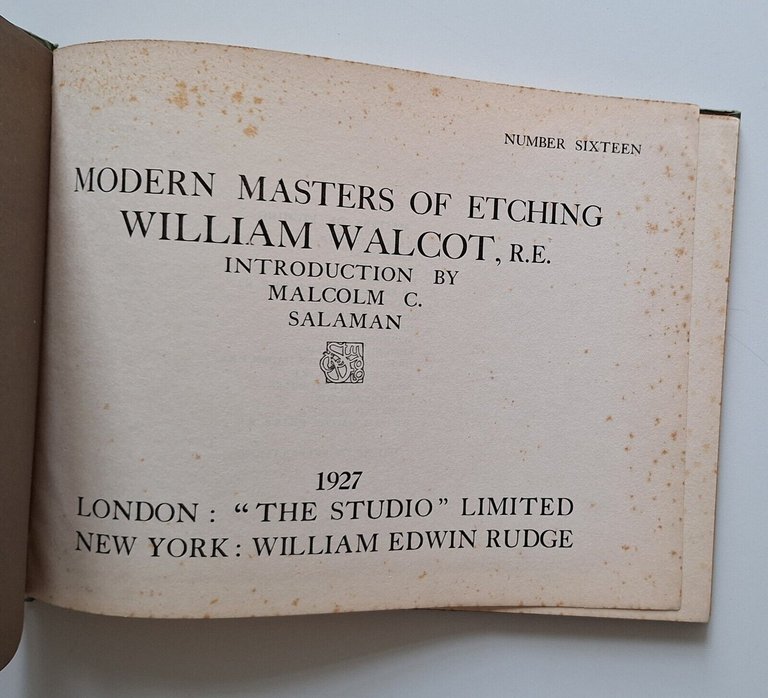 NUMBER SIXTEEN
MODERN MASTERS OF ETCHING
WILLIAM WALCOT, R.E.
INTRODUCTION BY
MALCOLM C.
SALAMAN
1927
LONDON : “THE STUDIO” LIMITED
NEW YORK : WILLIAM EDWIN RUDGE